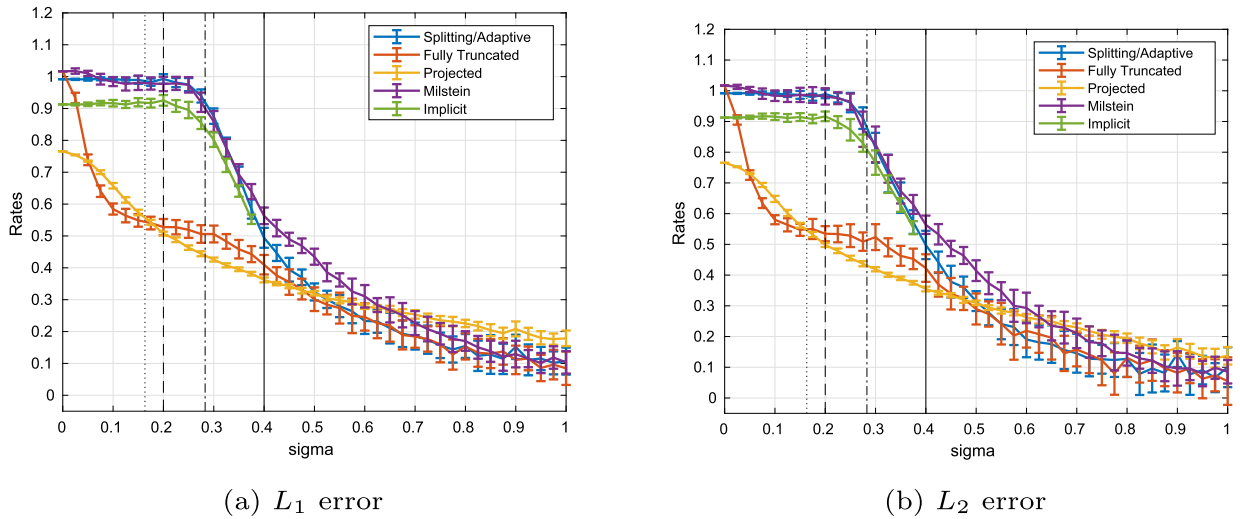 1.2
1.1
1
0.9
0.8
0.7
0.6
0.5
0.4
0.3
0.2
0.1
0
Rates
0 0.1 0.2 0.3 0.4 0.5 0.6 0.7 0.8 0.9 1
sigma
Splitting/Adaptive
Fully Truncated
Projected
Milstein
Implicit
(a) L₁ error
1.2
1.1
1
0.9
0.8
0.7
0.6
0.5
0.4
0.3
0.2
0.1
0
Rates
0 0.1 0.2 0.3 0.4 0.5 0.6 0.7 0.8 0.9 1
sigma
Splitting/Adaptive
Fully Truncated
Projected
Milstein
Implicit
(b) L₂ error